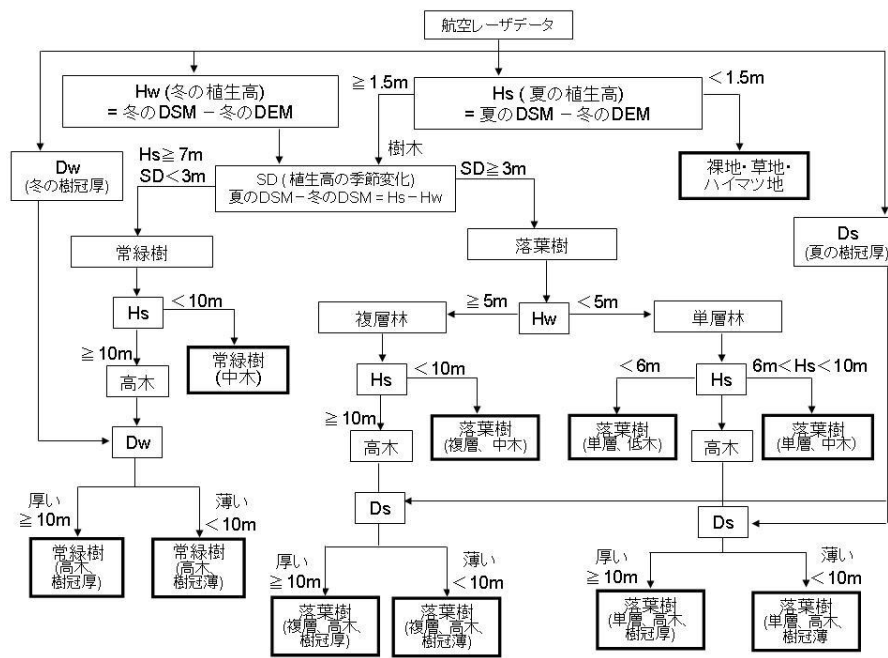 航空レーザデータ
Hw (冬の植生高)
= 冬のDSM − 冬のDEM
≧1.5m
Hs ( 夏の植生高)
= 夏のDSM − 冬のDEM
<1.5m
樹木
Dw
(冬の樹冠厚)
Hs≧7m
SD<3m
SD ( 植生高の季節変化)
夏のDSM−冬のDSM = Hs−Hw
SD≧3m
裸地・草地・
ハイマツ地
Ds
(夏の樹冠厚)
常緑樹
落葉樹
Hs
<10m
≧10m
常緑樹
(中木)
高木
Dw
複層林
≧5m
Hw
<5m
単層林
Hs
<10m
≧10m
落葉樹
(複層、中木)
高木
<6m
Hs
6m<Hs<10m
落葉樹
(単層、低木)
高木
落葉樹
(単層、中木)
Ds
Ds
厚い
≧10m
薄い
<10m
常緑樹
(高木、
樹冠厚)
常緑樹
(高木、
樹冠薄)
厚い
≧10m
薄い
<10m
落葉樹
(複層、高木、
樹冠厚)
落葉樹
(複層、高木、
樹冠薄)
厚い
≧10m
薄い
<10m
落葉樹
(単層、高木、
樹冠厚)
落葉樹
(単層、高木、
樹冠薄